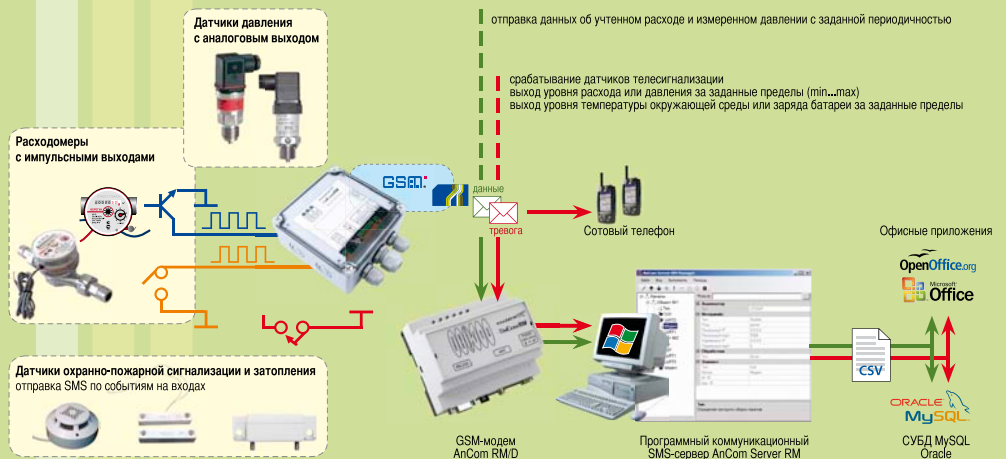 Датчики давления
с аналоговым выходом
отправка данных об учтенном расходе и измеренном давлении с заданной периодичностью
срабатывание датчиков телесигнализации
выход уровня расхода или давления за заданные пределы (min...max)
выход уровня температуры окружающей среды или заряда батареи за заданные пределы
Расходомеры
с импульсными выходами
GSM
данные
тревога
Сотовый телефон
Офисные приложения
OpenOffice.org
Microsoft
Office
CSV
ORACLE
MySQL
Датчики охранно-пожарной сигнализации и затопления
отправка SMS по событиям на входах
GSM-модем
AnCom RM/D
Программный коммуникационный
SMS-сервер AnCom Server RM
СУБД MySQL
Oracle